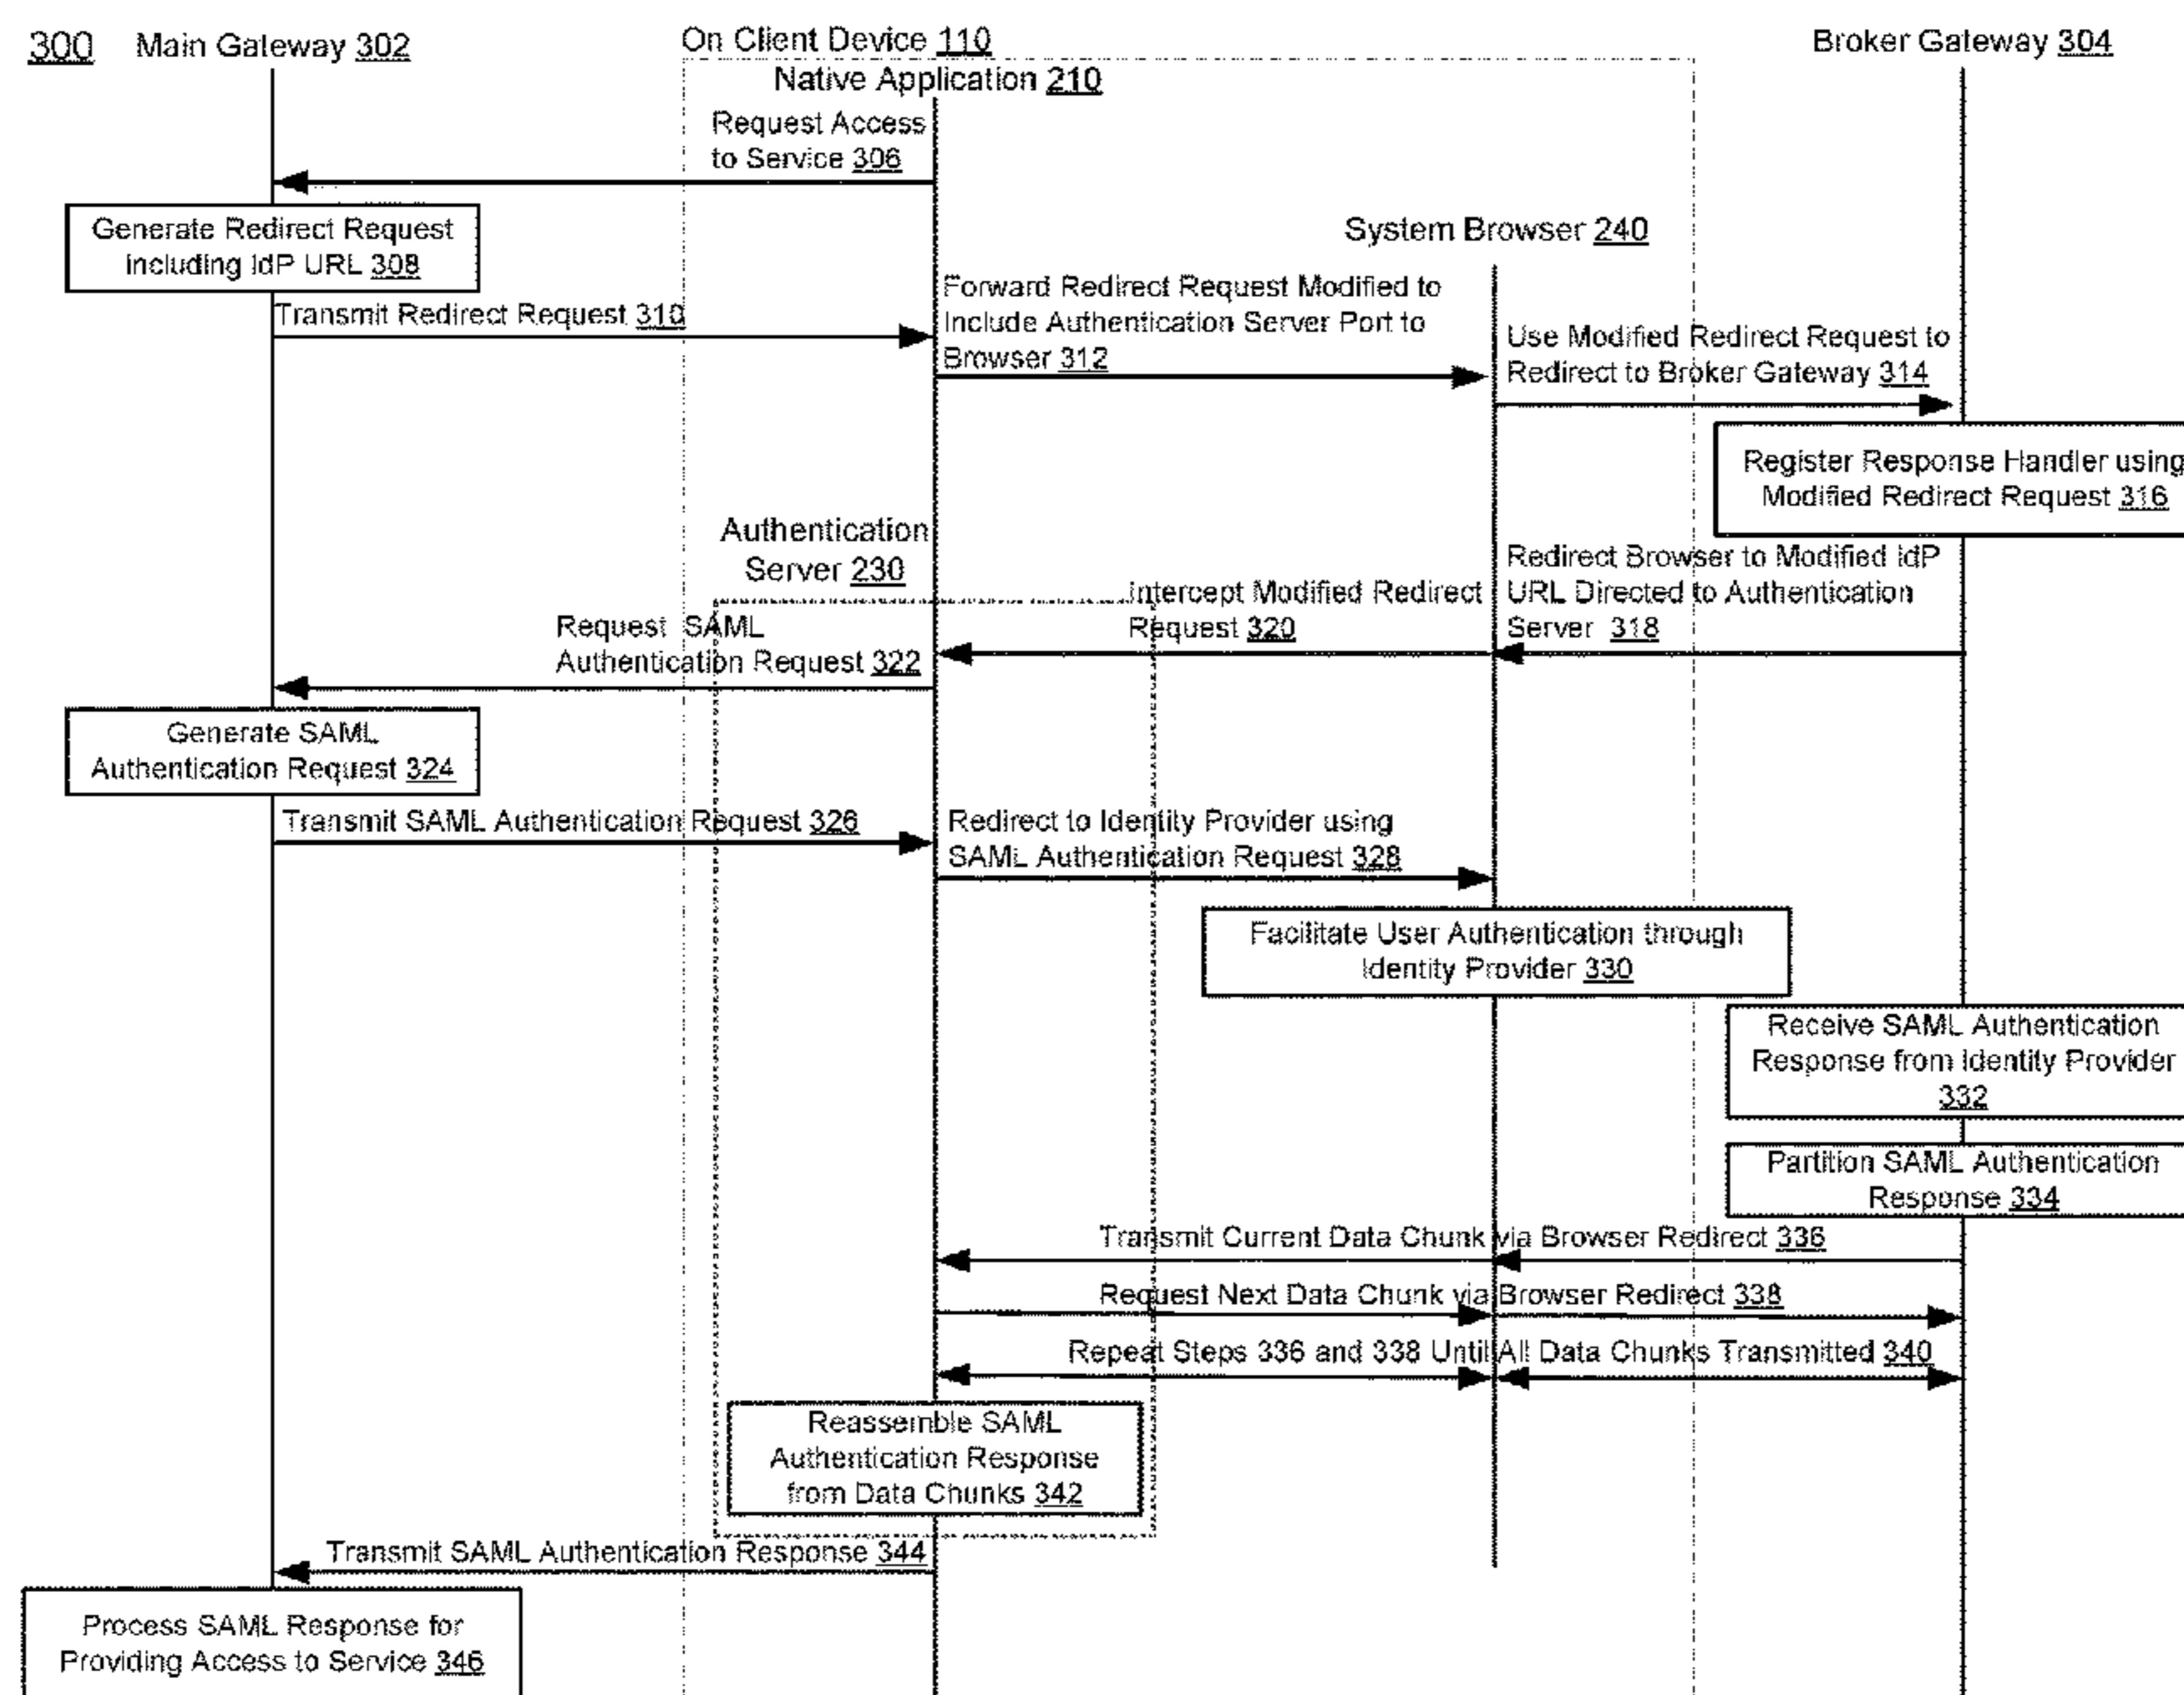 300 Main Gateway 302
On Client Device 110
Broker Gateway 304
Native Application 210
Request Access
to Service 306
Generate Redirect Request
including IdP URL 308
System Browser 240
Transmit Redirect Request 310
Forward Redirect Request Modified to
Include Authentication Server Port to
Browser 312
Use Modified Redirect Request to
Redirect to Broker Gateway 314
Register Response Handler using
Modified Redirect Request 316
Authentication
Server 230
Redirect Browser to Modified IdP
URL Directed to Authentication
Server 318
Intercept Modified Redirect
Request 320
Request SAML
Authentication Request 322
Generate SAML
Authentication Request 324
Transmit SAML Authentication Request 326
Redirect to Identity Provider using
SAML Authentication Request 328
Facilitate User Authentication through
Identity Provider 330
Receive SAML Authentication
Response from Identity Provider
332
Partition SAML Authentication
Response 334
Transmit Current Data Chunk via Browser Redirect 336
Request Next Data Chunk via Browser Redirect 338
Repeat Steps 336 and 338 Until All Data Chunks Transmitted 340
Reassemble SAML
Authentication Response
from Data Chunks 342
Transmit SAML Authentication Response 344
Process SAML Response for
Providing Access to Service 346